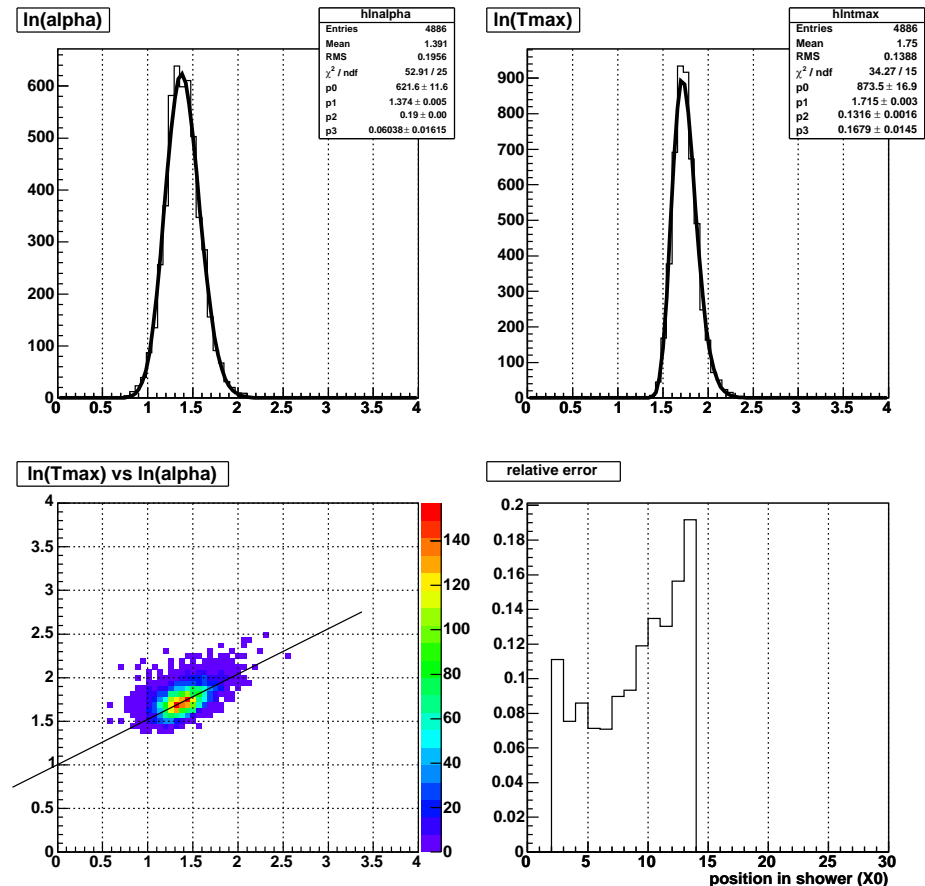 ln(alpha)
hlnalpha
Entries 4886
Mean 1.391
RMS 0.1956
χ² / ndf 52.91 / 25
p0 621.6 ± 11.6
p1 1.374 ± 0.005
p2 0.19 ± 0.00
p3 0.06038 ± 0.01615
600
500
400
300
200
100
0
0 0.5 1 1.5 2 2.5 3 3.5 4
ln(Tmax)
hlntmax
Entries 4886
Mean 1.75
RMS 0.1388
χ² / ndf 34.27 / 15
p0 873.5 ± 16.9
p1 1.715 ± 0.003
p2 0.1316 ± 0.0016
p3 0.1679 ± 0.0145
900
800
700
600
500
400
300
200
100
0
0 0.5 1 1.5 2 2.5 3 3.5 4
ln(Tmax) vs ln(alpha)
4
3.5
3
2.5
2
1.5
1
0.5
0
0 0.5 1 1.5 2 2.5 3 3.5 4
140
120
100
80
60
40
20
0
relative error
0.2
0.18
0.16
0.14
0.12
0.1
0.08
0.06
0.04
0.02
0
0 5 10 15 20 25 30
position in shower (X0)